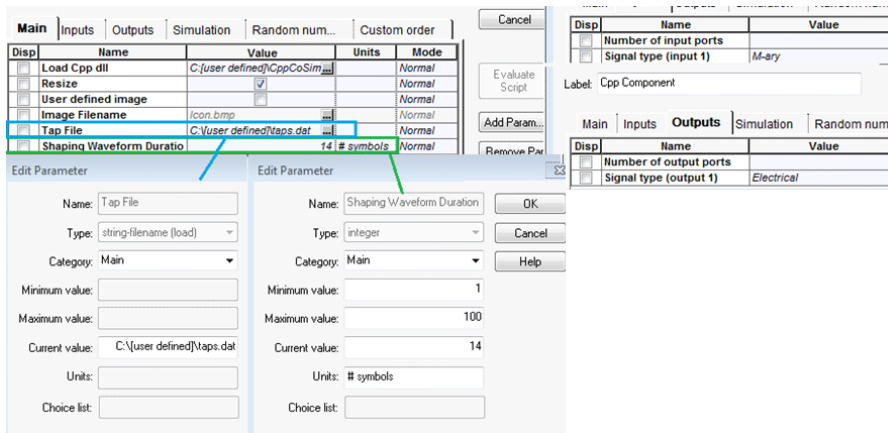 Main Inputs Outputs Simulation Random num... Custom order
Disp Name Value Units Mode
Load Cpp dll C:[user defined]\CppCoSim ... Normal
Resize Normal
User defined image Normal
Image Filename Icon.bmp ... Normal
Tap File C:\[user defined]\taps.dat ... Normal
Shaping Waveform Duratio 14 # symbols Normal
Cancel
Evaluate
Script
Add Param...
Remove Par
Disp Name Value
Number of input ports
Signal type (input 1) M-ary
Label: Cpp Component
Main Inputs Outputs Simulation Random num
Disp Name Value
Number of output ports
Signal type (output 1) Electrical
Edit Parameter
Name: Tap File
Type: string-filename (load)
Category: Main
Minimum value:
Maximum value:
Current value: C:\[user defined]\taps.dat
Units:
Choice list:
Edit Parameter
Name: Shaping Waveform Duration
Type: integer
Category: Main
Minimum value: 1
Maximum value: 100
Current value: 14
Units: # symbols
Choice list:
OK
Cancel
Help